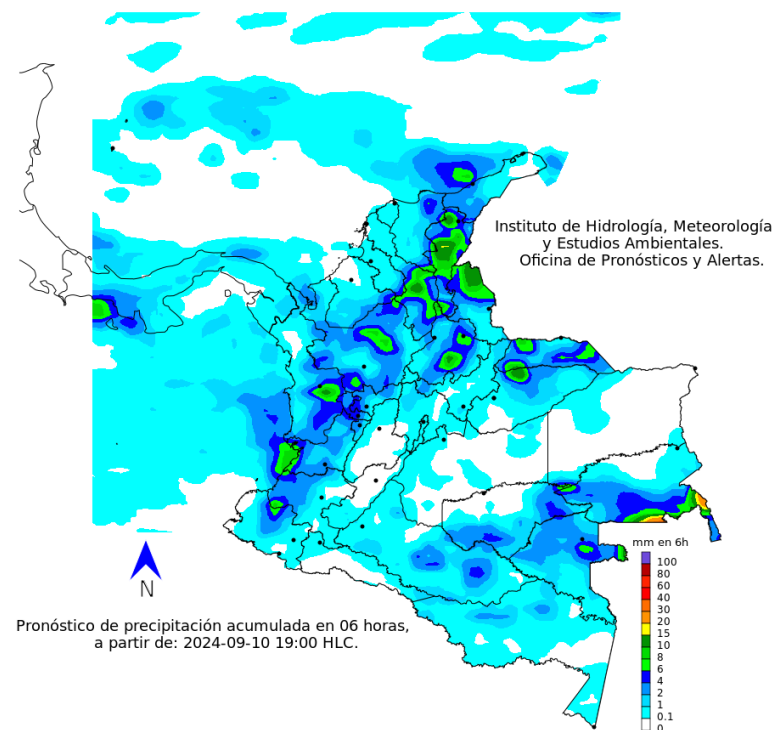 Instituto de Hidrología, Meteorología
y Estudios Ambientales.
Oficina de Pronósticos y Alertas.
mm en 6h
100
80
60
40
30
20
15
10
8
6
4
2
1
0.1
0
N
Pronóstico de precipitación acumulada en 06 horas,
a partir de: 2024-09-10 19:00 HLC.